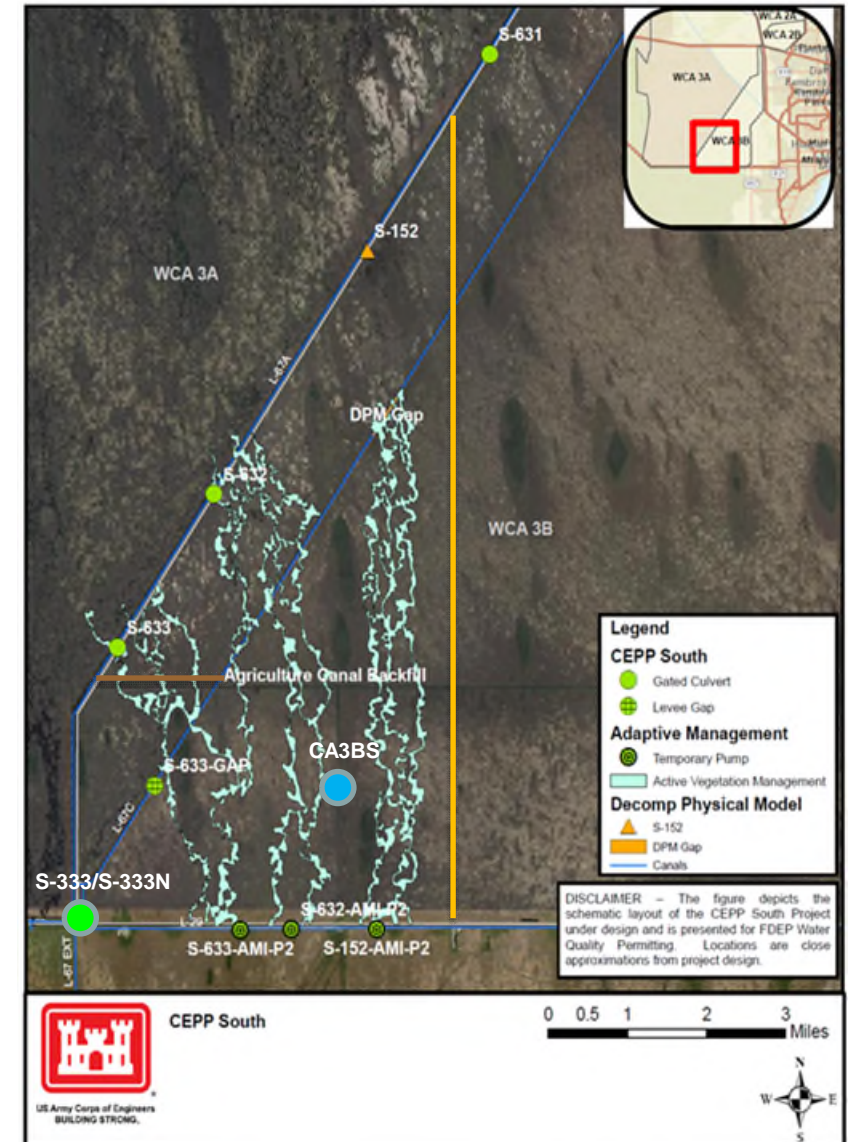 S-631
WCA 2A
WCA 2B
WCA 3A
WCA 3B
S-152
WCA 3A
L-67A
DPM Gap
S-632
WCA 3B
S-633
Agriculture Canal Backfill
CA3BS
S-633-GAP
L-67C
S-333/S-333N
L-29
S-632-AMI-P2
S-633-AMI-P2
S-152-AMI-P2
L-67 EXT
Legend
CEPP South
Gated Culvert
Levee Gap
Adaptive Management
Temporary Pump
Active Vegetation Management
Decomp Physical Model
S-152
DPM Gap
Canals
DISCLAIMER – The figure depicts the
schematic layout of the CEPP South Project
under design and is presented for FDEP Water
Quality Permitting. Locations are close
approximations from project design.
CEPP South
0 0.5 1 2 3
Miles
N
W E
S
US Army Corps of Engineers
BUILDING STRONG.